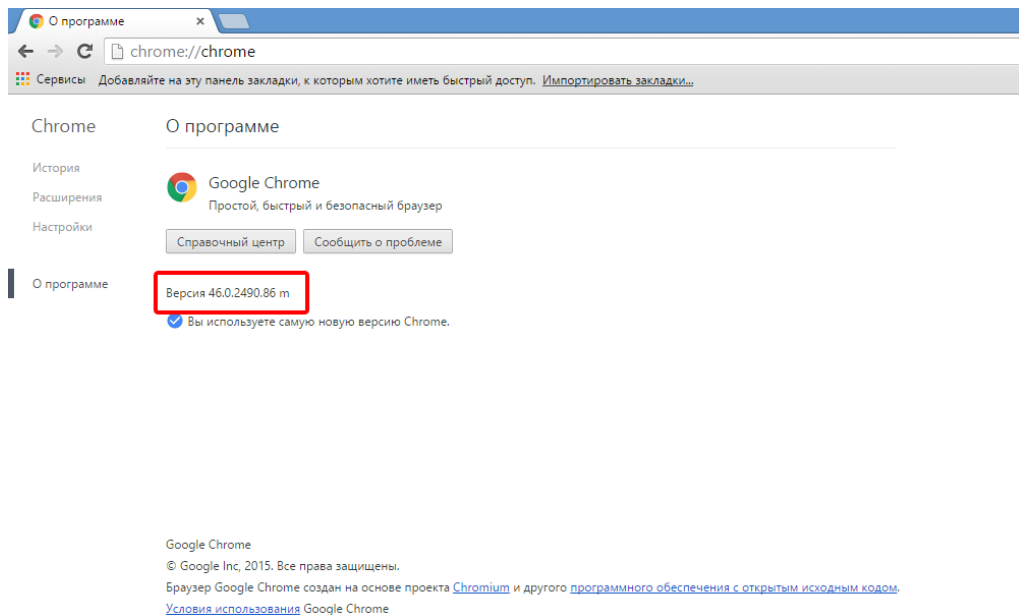 О программе
chrome://chrome
Сервисы Добавляйте на эту панель закладки, к которым хотите иметь быстрый доступ. Импортировать закладки...
Chrome
О программе
История
Расширения
Настройки
О программе
Google Chrome
Простой, быстрый и безопасный браузер
Справочный центр Сообщить о проблеме
Версия 46.0.2490.86 m
Вы используете самую новую версию Chrome.
Google Chrome
© Google Inc, 2015. Все права защищены.
Браузер Google Chrome создан на основе проекта Chromium и другого программного обеспечения с открытым исходным кодом.
Условия использования Google Chrome